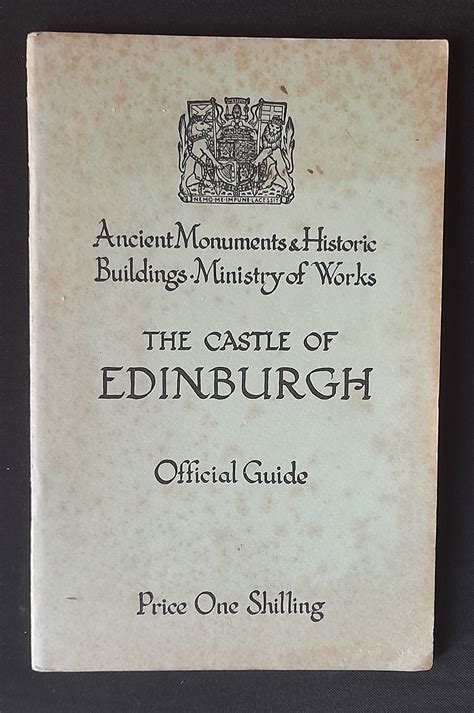 NEMO·ME·IMPUNE·LACESSIT
Ancient Monuments & Historic
Buildings · Ministry of Works
THE CASTLE OF
EDINBURGH
Official Guide
Price One Shilling